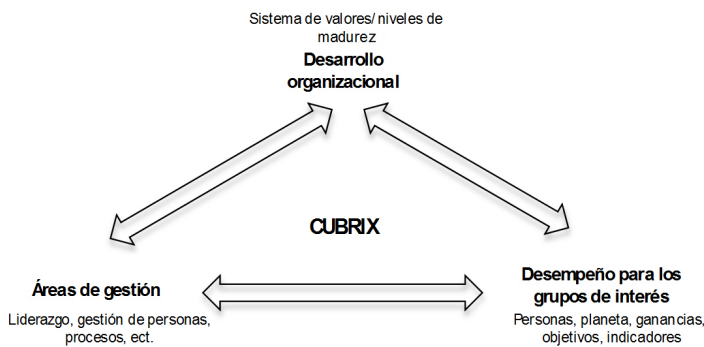 Sistema de valores/ niveles de
madurez
Desarrollo
organizacional
CUBRIX
Áreas de gestión
Liderazgo, gestión de personas,
procesos, ect.
Desempeño para los
grupos de interés
Personas, planeta, ganancias,
objetivos, indicadores